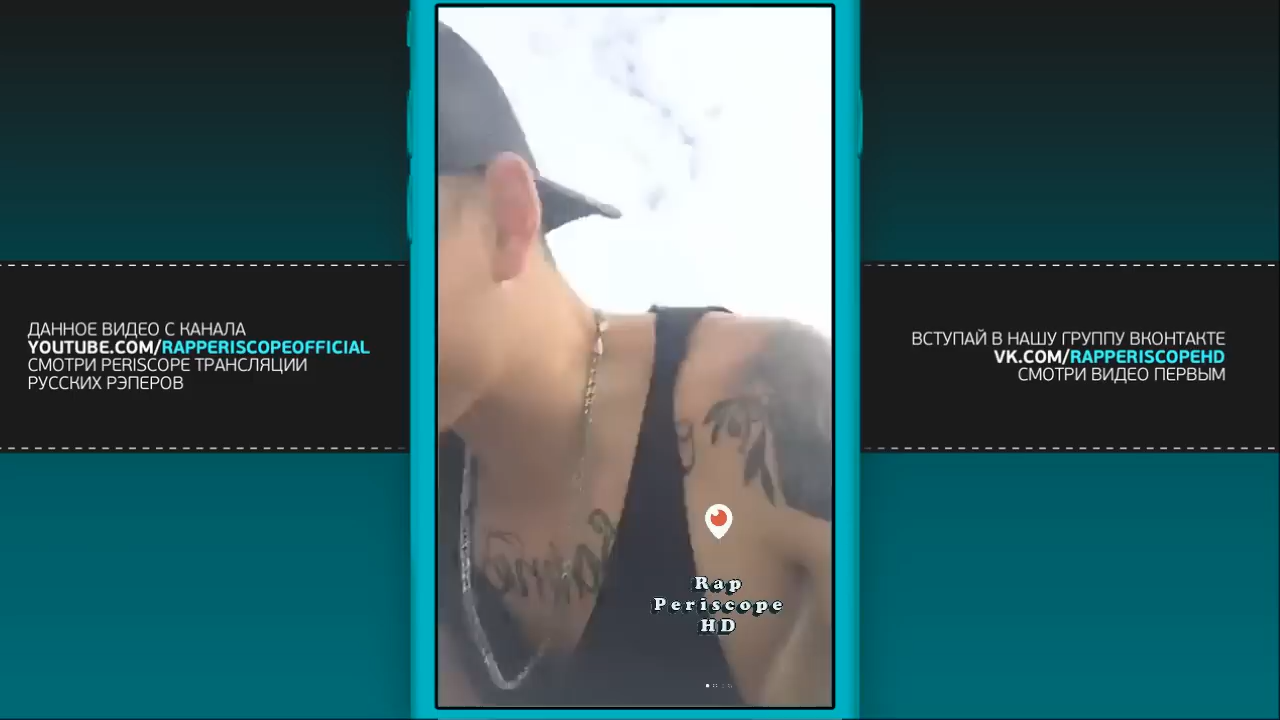 ДАННОЕ ВИДЕО С КАНАЛА
YOUTUBE.COM/RAPPERISCOPEOFFICIAL
СМОТРИ PERISCOPE ТРАНСЛЯЦИИ
РУССКИХ РЭПЕРОВ
Rap
Periscope
HD
ВСТУПАЙ В НАШУ ГРУППУ ВКОНТАКТЕ
VK.COM/RAPPERISCOPEHD
СМОТРИ ВИДЕО ПЕРВЫМ